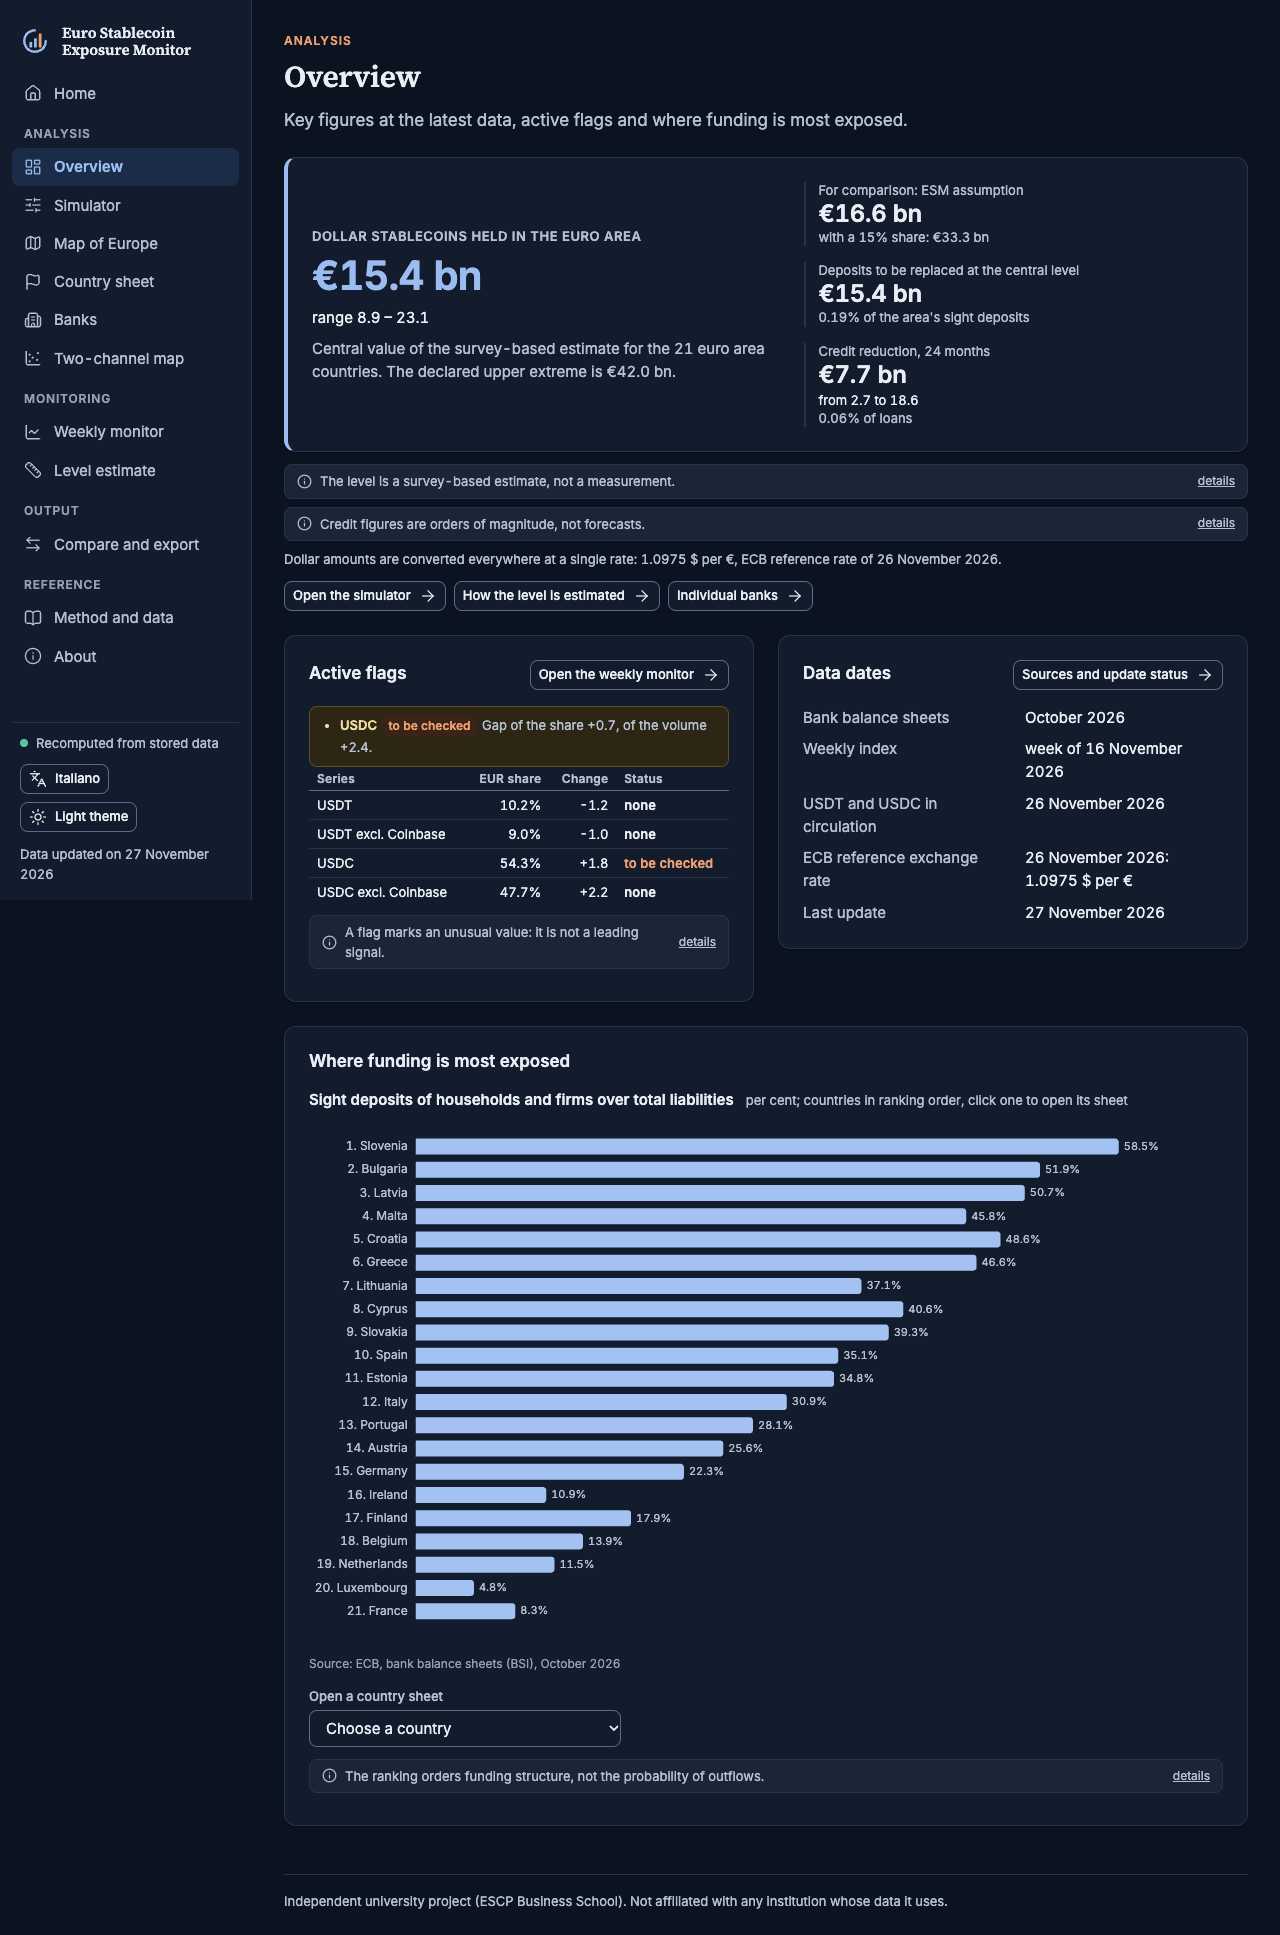 Euro Stablecoin
Exposure Monitor
Home
ANALYSIS
Overview
Simulator
Map of Europe
Country sheet
Banks
Two-channel map
MONITORING
Weekly monitor
Level estimate
OUTPUT
Compare and export
REFERENCE
Method and data
About
Recomputed from stored data
Italiano
Light theme
Data updated on 27 November
2026
ANALYSIS
Overview
Key figures at the latest data, active flags and where funding is most exposed.
DOLLAR STABLECOINS HELD IN THE EURO AREA
€15.4 bn
range 8.9 – 23.1
Central value of the survey-based estimate for the 21 euro area
countries. The declared upper extreme is €42.0 bn.
For comparison: ESM assumption
€16.6 bn
with a 15% share: €33.3 bn
Deposits to be replaced at the central level
€15.4 bn
0.19% of the area's sight deposits
Credit reduction, 24 months
€7.7 bn
from 2.7 to 18.6
0.06% of loans
The level is a survey-based estimate, not a measurement. details
Credit figures are orders of magnitude, not forecasts. details
Dollar amounts are converted everywhere at a single rate: 1.0975 $ per €, ECB reference rate of 26 November 2026.
Open the simulator → How the level is estimated → Individual banks →
Active flags Open the weekly monitor →
• USDC to be checked Gap of the share +0.7, of the volume
+2.4.
Series EUR share Change Status
USDT 10.2% -1.2 none
USDT excl. Coinbase 9.0% -1.0 none
USDC 54.3% +1.8 to be checked
USDC excl. Coinbase 47.7% +2.2 none
A flag marks an unusual value: it is not a leading
signal. details
Data dates Sources and update status →
Bank balance sheets October 2026
Weekly index week of 16 November
2026
USDT and USDC in 26 November 2026
circulation
ECB reference exchange 26 November 2026:
rate 1.0975 $ per €
Last update 27 November 2026
Where funding is most exposed
Sight deposits of households and firms over total liabilities per cent; countries in ranking order, click one to open its sheet
1. Slovenia 58.5%
2. Bulgaria 51.9%
3. Latvia 50.7%
4. Malta 45.8%
5. Croatia 48.6%
6. Greece 46.6%
7. Lithuania 37.1%
8. Cyprus 40.6%
9. Slovakia 39.3%
10. Spain 35.1%
11. Estonia 34.8%
12. Italy 30.9%
13. Portugal 28.1%
14. Austria 25.6%
15. Germany 22.3%
16. Ireland 10.9%
17. Finland 17.9%
18. Belgium 13.9%
19. Netherlands 11.5%
20. Luxembourg 4.8%
21. France 8.3%
Source: ECB, bank balance sheets (BSI), October 2026
Open a country sheet
Choose a country
The ranking orders funding structure, not the probability of outflows. details
Independent university project (ESCP Business School). Not affiliated with any institution whose data it uses.